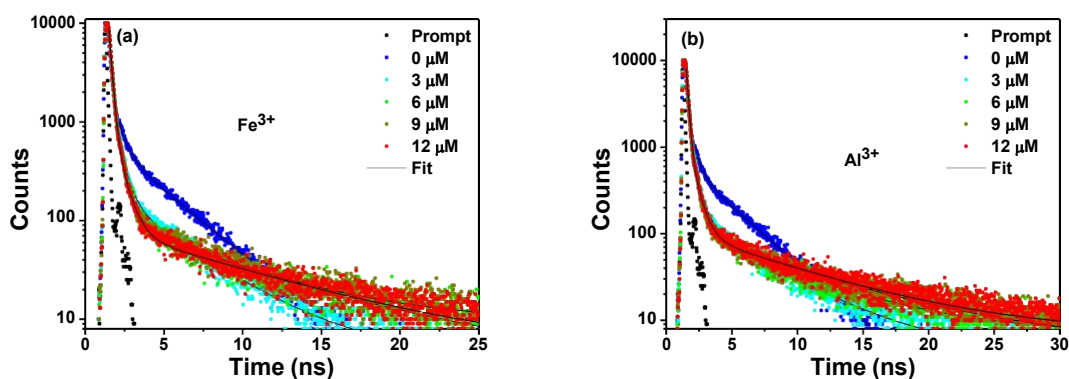 (a)
Counts
10000
1000
100
10
Prompt
0 μM
3 μM
6 μM
9 μM
12 μM
Fit
Fe³⁺
0 5 10 15 20 25
Time (ns)
(b)
Counts
10000
1000
100
10
Prompt
0 μM
3 μM
6 μM
9 μM
12 μM
Fit
Al³⁺
0 5 10 15 20 25 30
Time (ns)